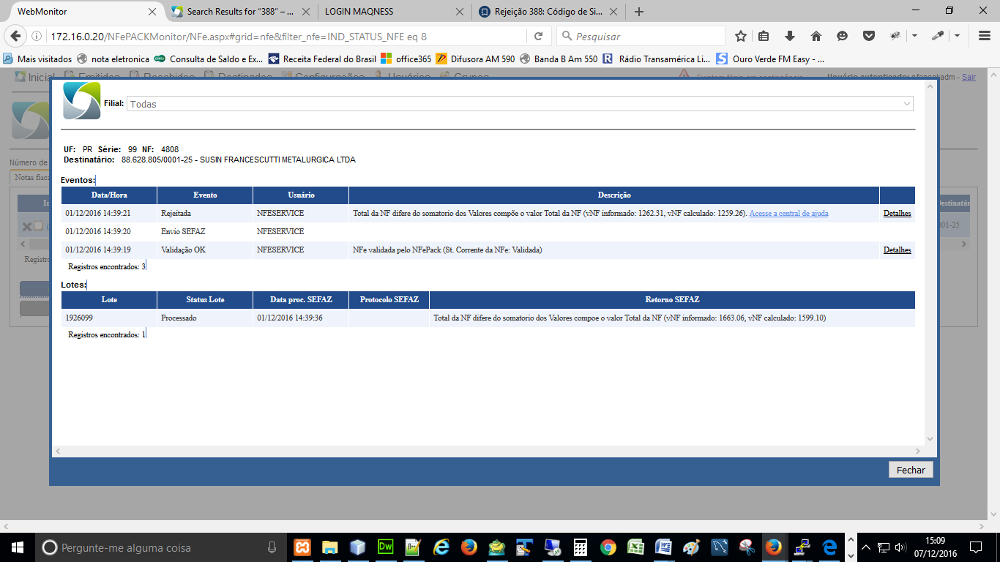 WebMonitor
Search Results for “388” – ...
LOGIN MAQNESS
Rejeição 388: Código de Si...
172.16.0.20/NFePACKMonitor/NFe.aspx#grid=nfe&filter_nfe=IND_STATUS_NFE eq 8
Pesquisar
Mais visitados
nota eletronica
Consulta de Saldo e Ex...
Receita Federal do Brasil
office365
Difusora AM 590
Banda B Am 550
Rádio Transamérica Li...
Ouro Verde FM Easy - ...
Inicial Emitidos Recebidos Destinados Configurações Usuários Grupos
Sair
Filial: Todas
UF: PR Série: 99 NF: 4808
Destinatário: 88.628.805/0001-25 - SUSIN FRANCESCUTTI METALURGICA LTDA
Número de
Notas fisca
Eventos:
Data/Hora Evento Usuário Descrição
01/12/2016 14:39:21 Rejeitada NFESERVICE Total da NF difere do somatorio dos Valores compõe o valor Total da NF (vNF informado: 1262.31, vNF calculado: 1259.26). Acesse a central de ajuda Detalhes
01/12/2016 14:39:20 Envio SEFAZ NFESERVICE
01/12/2016 14:39:19 Validação OK NFESERVICE NFe validada pelo NFePack (St. Corrente da NFe: Validada) Detalhes
Registros encontrados: 3
Lotes:
Lote Status Lote Data proc. SEFAZ Protocolo SEFAZ Retorno SEFAZ
1926099 Processado 01/12/2016 14:39:36 Total da NF difere do somatorio dos Valores compoe o valor Total da NF (vNF informado: 1663.06, vNF calculado: 1599.10)
Registros encontrados: 1
Fechar
Pergunte-me alguma coisa
15:09
07/12/2016